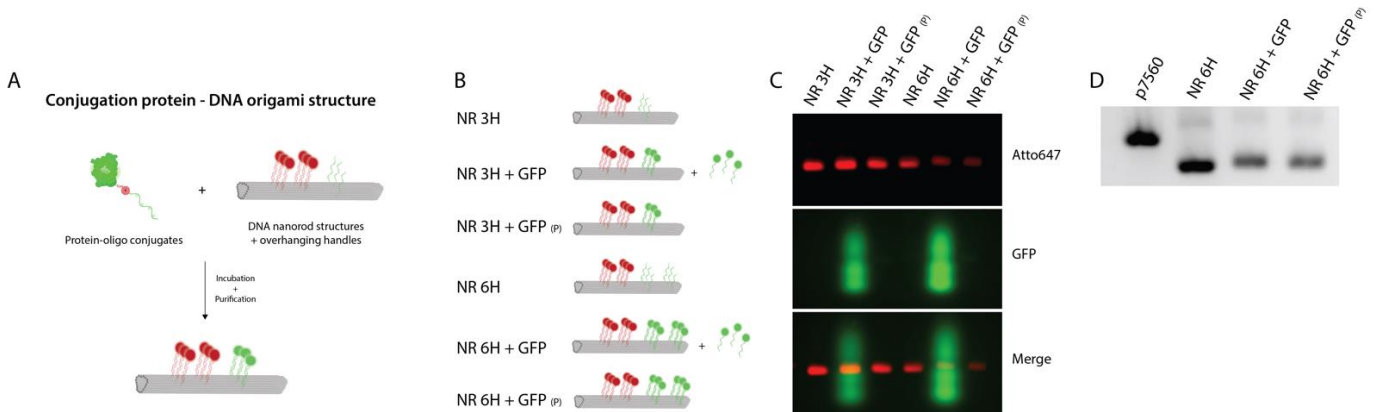 A
Conjugation protein - DNA origami structure
+
Protein-oligo conjugates
DNA nanorod structures
+ overhanging handles
Incubation
+
Purification
B
NR 3H
NR 3H + GFP
+
NR 3H + GFP (P)
NR 6H
NR 6H + GFP
+
NR 6H + GFP (P)
C
NR 3H
NR 3H + GFP
NR 3H + GFP (P)
NR 6H
NR 6H + GFP
NR 6H + GFP (P)
Atto647
GFP
Merge
D
p7560
NR 6H
NR 6H + GFP
NR 6H + GFP (P)